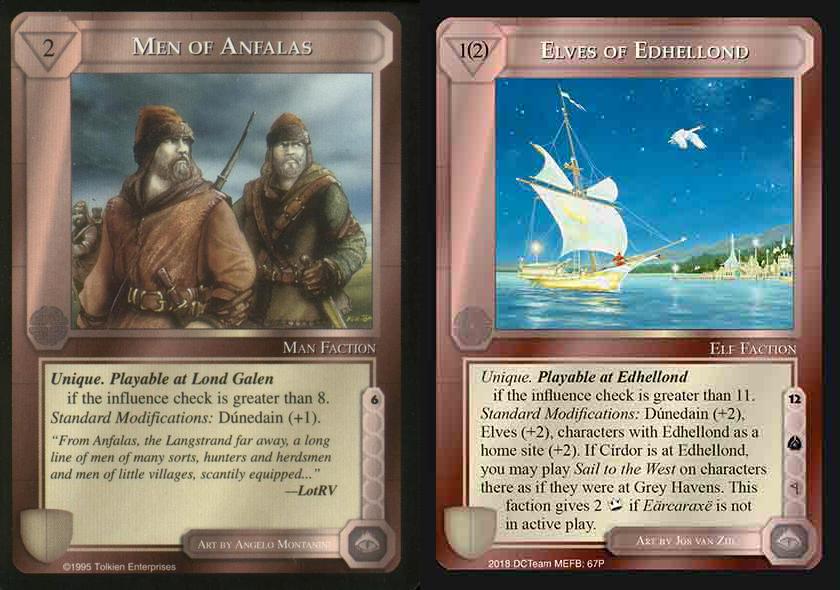 2
MEN OF ANFALAS
MAN FACTION
Unique. Playable at Lond Galen
if the influence check is greater than 8.
Standard Modifications: Dúnedain (+1).
6
“From Anfalas, the Langstrand far away, a long
line of men of many sorts, hunters and herdsmen
and men of little villages, scantily equipped...”
—LotRV
ART BY ANGELO MONTANINI
©1995 Tolkien Enterprises
1(2)
ELVES OF EDHELLOND
ELF FACTION
Unique. Playable at Edhellond
if the influence check is greater than 11.
12
Standard Modifications: Dúnedain (+2),
Elves (+2), characters with Edhellond as a
home site (+2). If Círdor is at Edhellond,
you may play Sail to the West on characters
there as if they were at Grey Havens. This
faction gives 2 if Eärcaraxë is not
in active play.
ART BY JOS VAN
2018 DCTeam MEFB: 67P